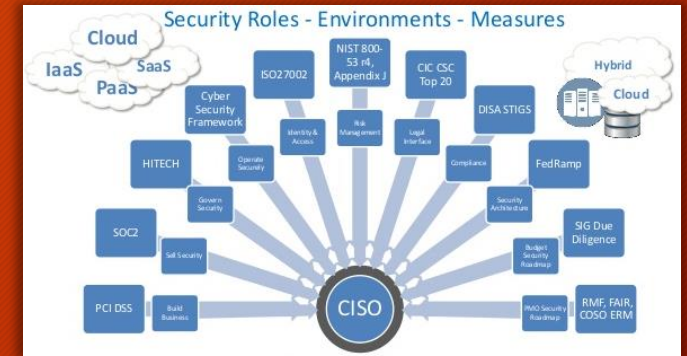 Security Roles - Environments - Measures
Cloud
IaaS
SaaS
PaaS
Hybrid
Cloud
PCI DSS
Build
Business
SOC2
Sell Security
HITECH
Govern
Security
Cyber
Security
Framework
Operate
Securely
ISO27002
Identity &
Access
NIST 800-
53 r4,
Appendix J
Risk
Management
CIC CSC
Top 20
Legal
Interface
DISA STIGS
Compliance
FedRamp
Security
Architecture
SIG Due
Diligence
Budget
Security
Roadmap
RMF, FAIR,
COSO ERM
PMO Security
Roadmap
CISO